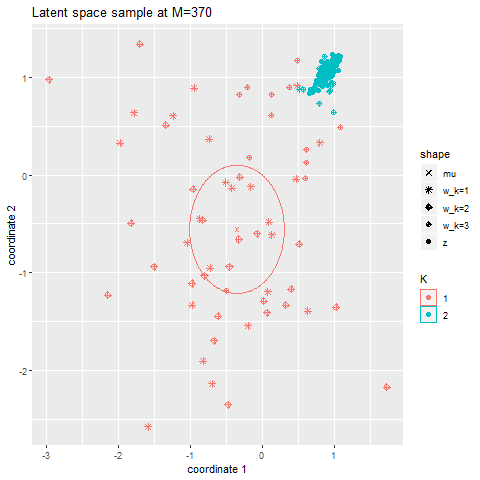 Latent space sample at M=370
coordinate 2
1
0
-1
-2
-3
-2
-1
0
1
coordinate 1
shape
mu
w_k=1
w_k=2
w_k=3
z
K
1
2